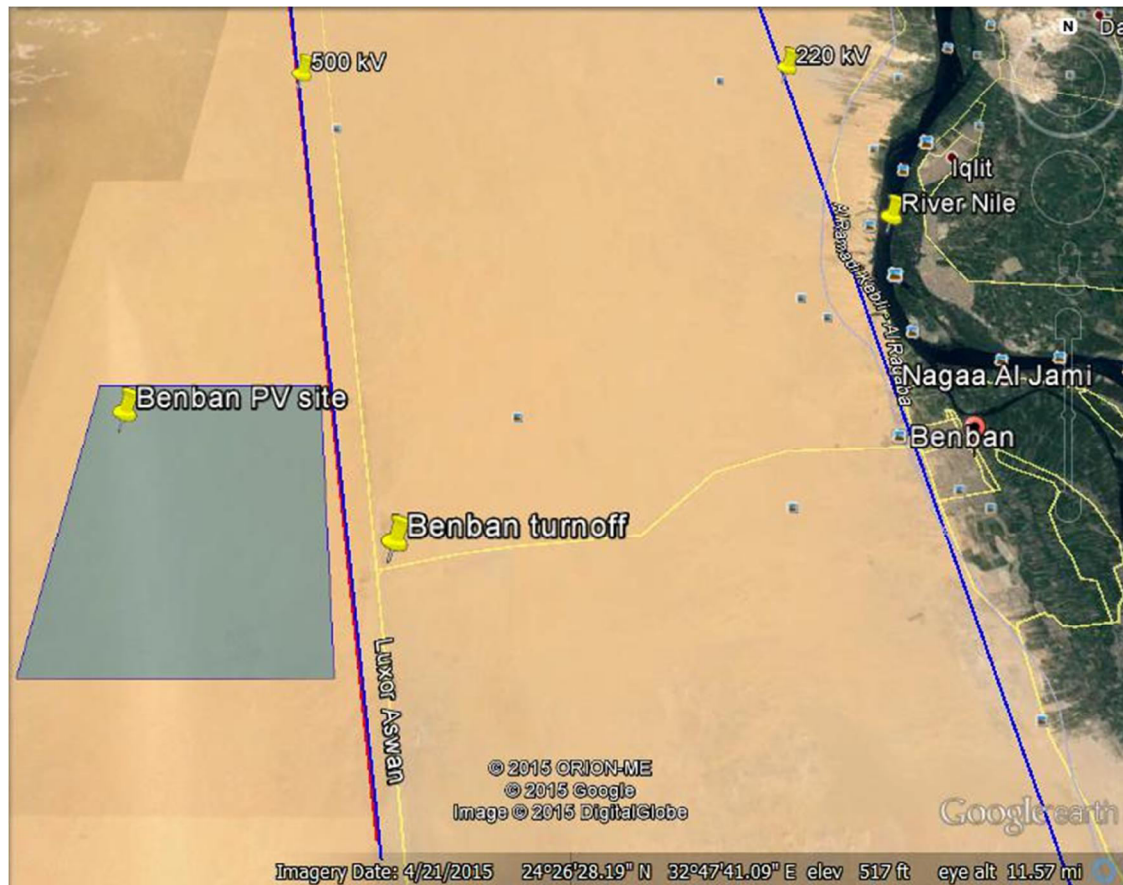 500 kV
220 kV
N
Da
Iqlit
River Nile
Al Ramadi Kebli - Al Raqaba
Benban PV site
Nagaa Al Jami
Benban
Benban turnoff
Luxor Aswan
© 2015 ORION-ME
© 2015 Google
Image © 2015 DigitalGlobe
Google earth
Imagery Date: 4/21/2015 24°26'28.19" N 32°47'41.09" E elev 517 ft eye alt 11.57 mi